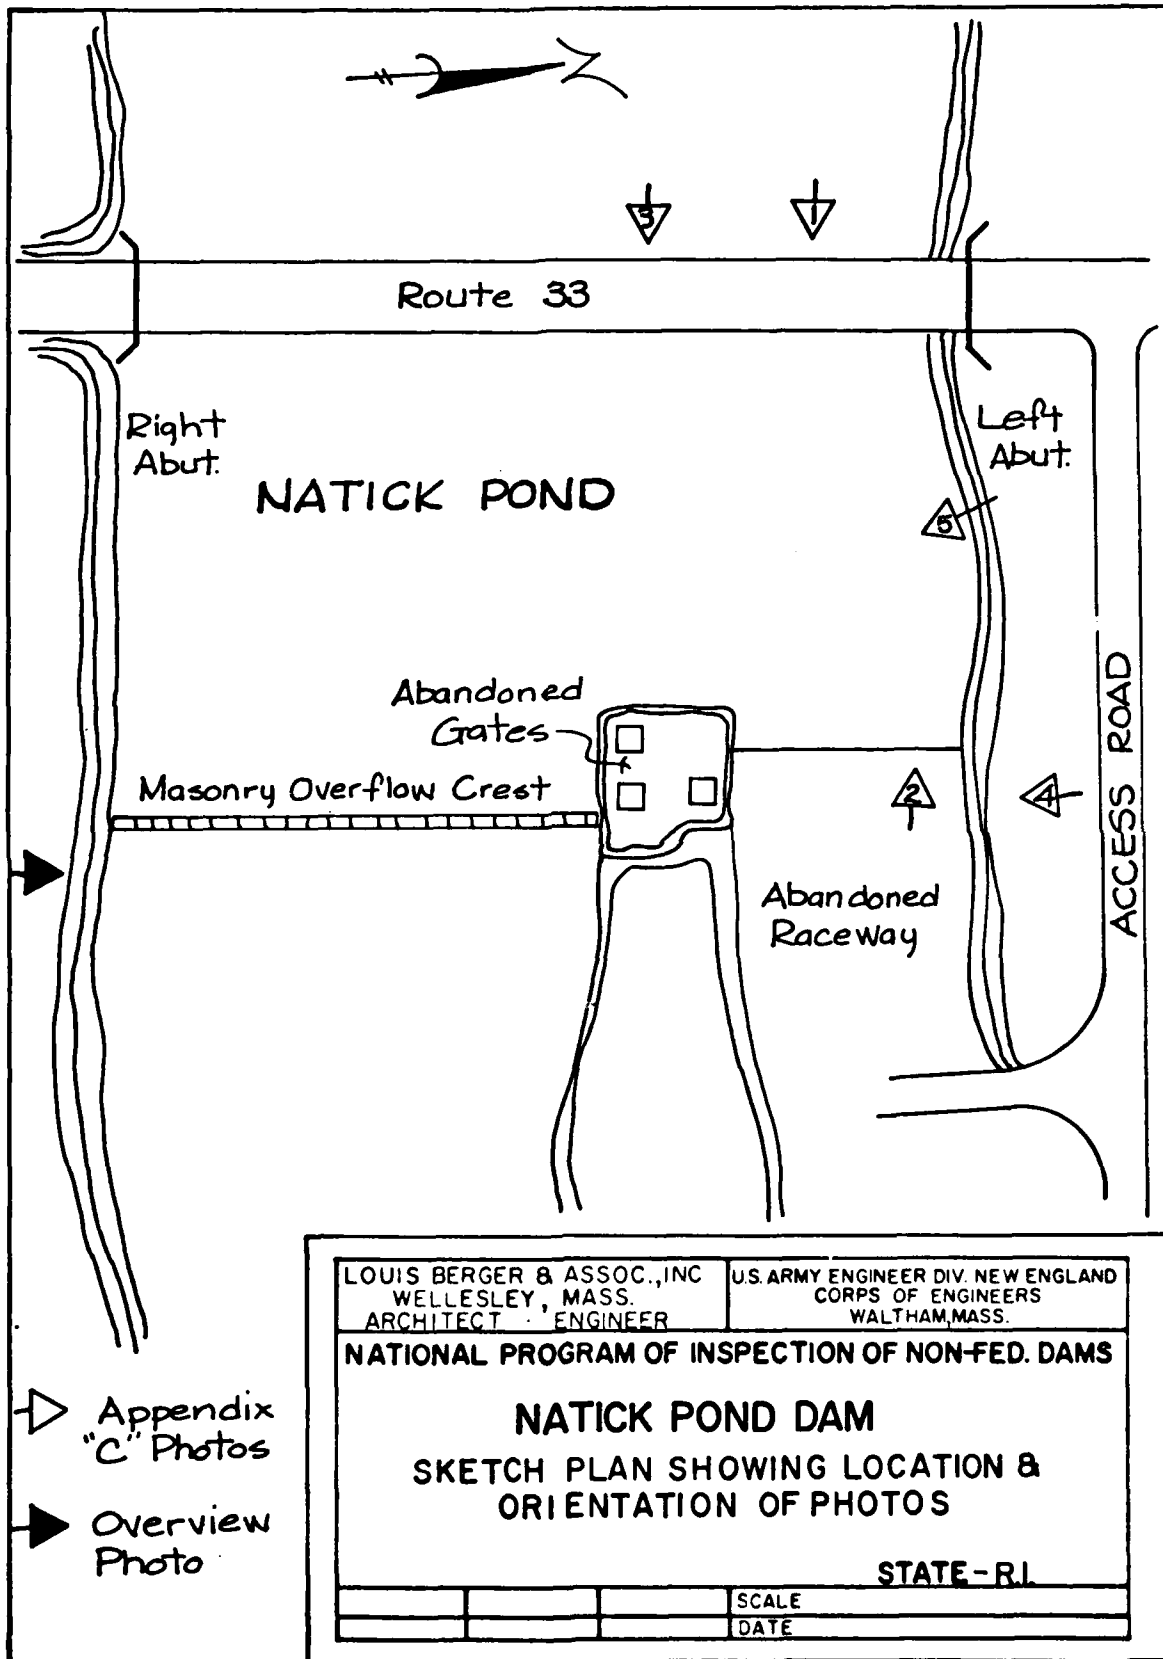 3
1
Route 33
Right
Abut.
Left
Abut.
NATICK POND
5
Abandoned
Gates
ACCESS ROAD
Masonry Overflow Crest
2
4
Abandoned
Raceway
LOUIS BERGER & ASSOC., INC
WELLESLEY, MASS.
ARCHITECT · ENGINEER
U.S. ARMY ENGINEER DIV. NEW ENGLAND
CORPS OF ENGINEERS
WALTHAM, MASS.
NATIONAL PROGRAM OF INSPECTION OF NON-FED. DAMS
NATICK POND DAM
SKETCH PLAN SHOWING LOCATION &
ORIENTATION OF PHOTOS
STATE - R.I.
SCALE
DATE
Appendix
"C" Photos
Overview
Photo